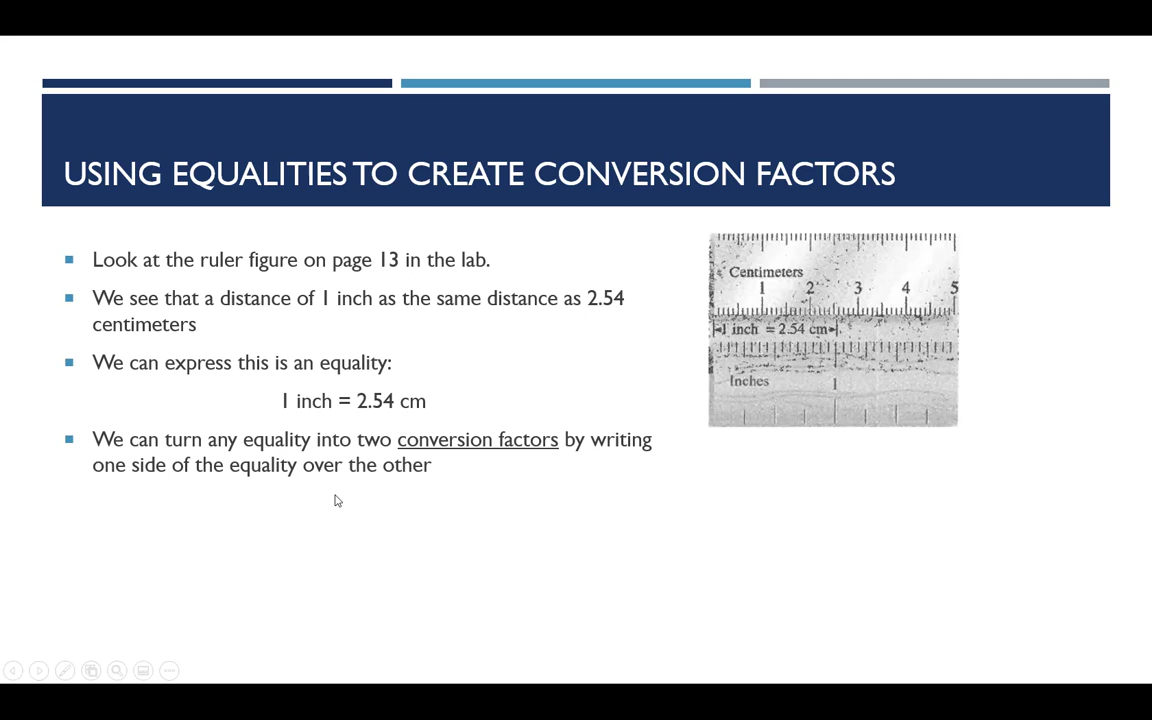 USING EQUALITIES TO CREATE CONVERSION FACTORS
Look at the ruler figure on page 13 in the lab.
We see that a distance of 1 inch as the same distance as 2.54
centimeters
We can express this is an equality:
1 inch = 2.54 cm
We can turn any equality into two conversion factors by writing
one side of the equality over the other
Centimeters
1 2 3 4 5
1 inch = 2.54 cm
Inches 1